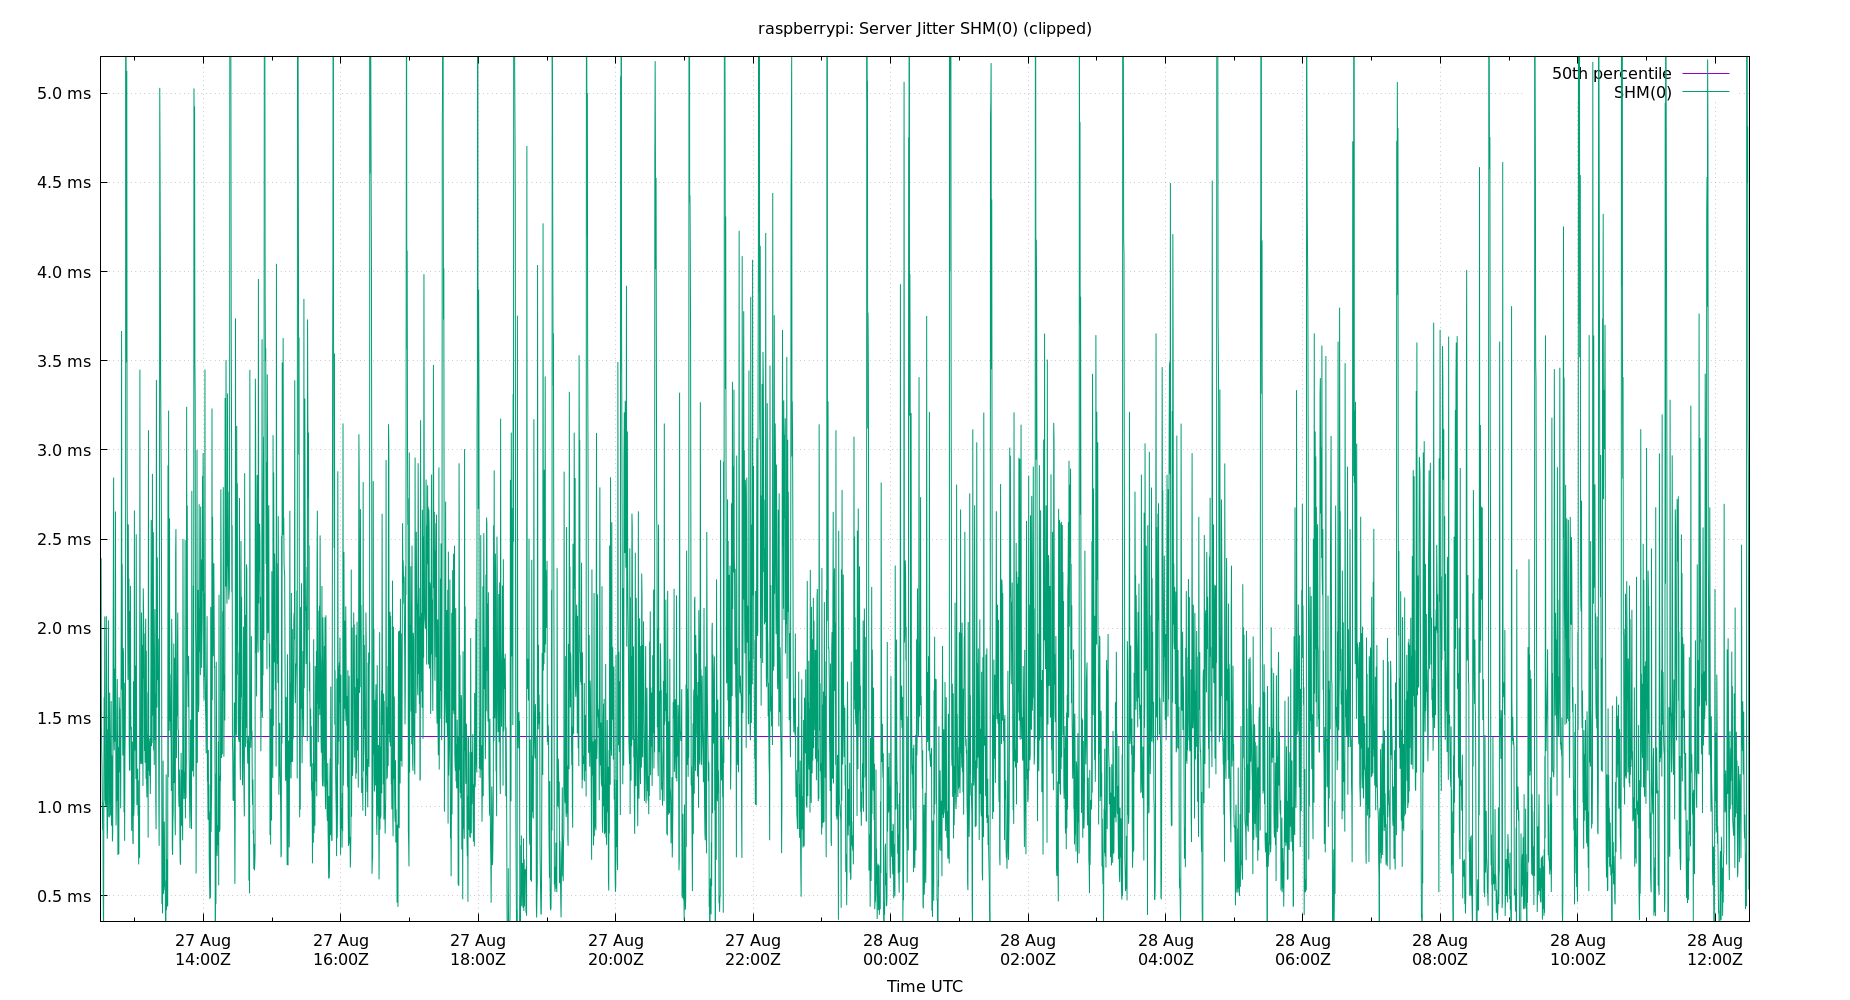 raspberrypi: Server Jitter SHM(0) (clipped)
50th percentile
SHM(0)
5.0 ms
4.5 ms
4.0 ms
3.5 ms
3.0 ms
2.5 ms
2.0 ms
1.5 ms
1.0 ms
0.5 ms
27 Aug 27 Aug 27 Aug 27 Aug 27 Aug 28 Aug 28 Aug 28 Aug 28 Aug 28 Aug 28 Aug 28 Aug
14:00Z 16:00Z 18:00Z 20:00Z 22:00Z 00:00Z 02:00Z 04:00Z 06:00Z 08:00Z 10:00Z 12:00Z
Time UTC